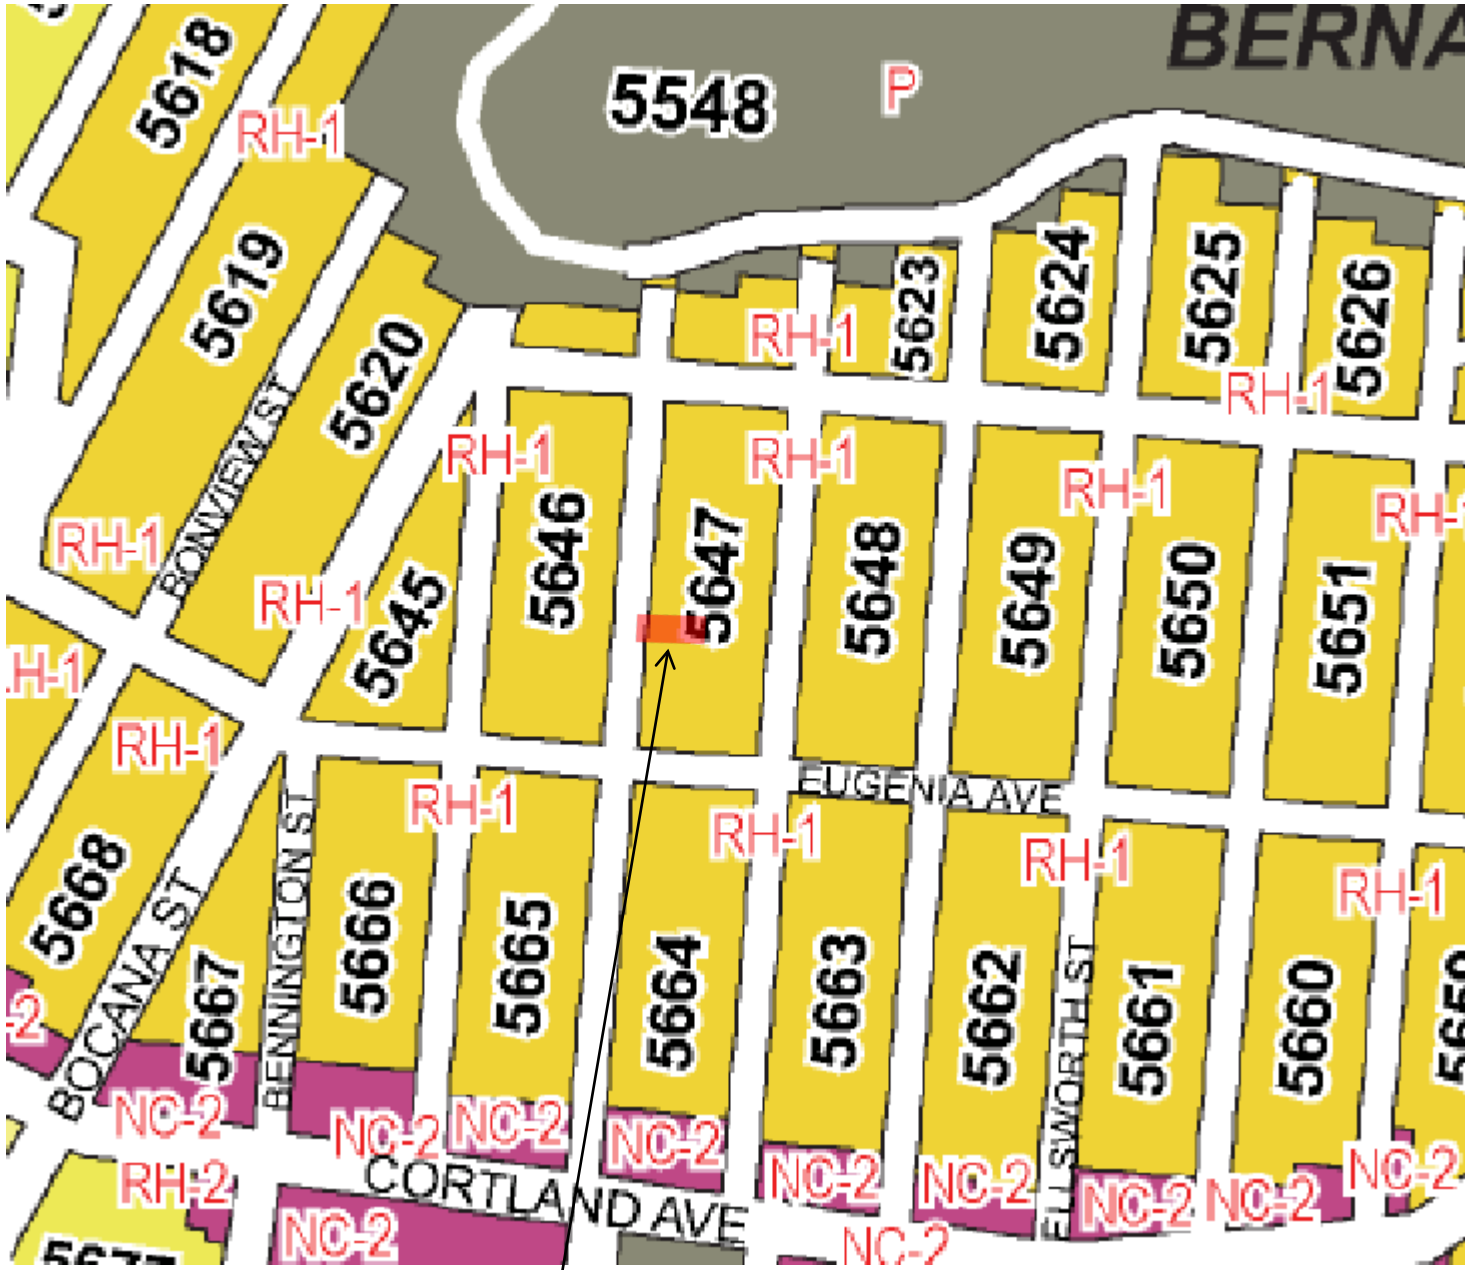 BERNA
5618
5548
P
RH-1
5619
5623
5624
5625
5626
5620
RH-1
RH-1
BONVIEW ST
RH-1
RH-1
RH-1
RH-1
5646
5647
5648
5649
5650
5651
RH-1
RH-1
5645
H-1
RH-1
EUGENIA AVE
RH-1
RH-1
RH-1
RH-1
5668
BOCANA ST
5667
BENNINGTON ST
5666
5665
5664
5663
5662
ELLSWORTH ST
5661
5660
-2
NC-2
NC-2
NC-2
NC-2
NC-2
NC-2
NC-2
NC-2
NC-2
RH-2
CORTLAND AVE
NC-2
NC-2